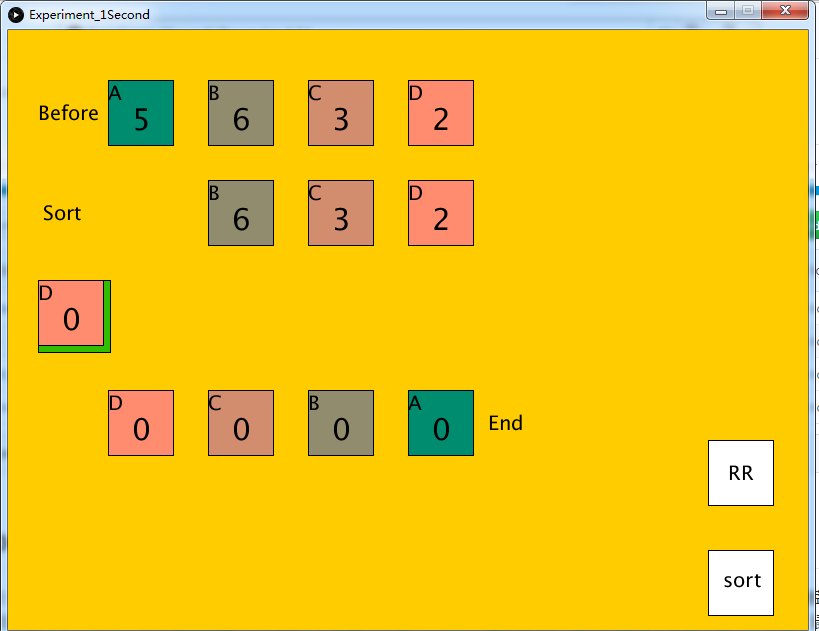 Experiment_1Second
A B C D
Before 5 6 3 2
B C D
Sort 6 3 2
D
0
D C B A
0 0 0 0 End
RR
sort